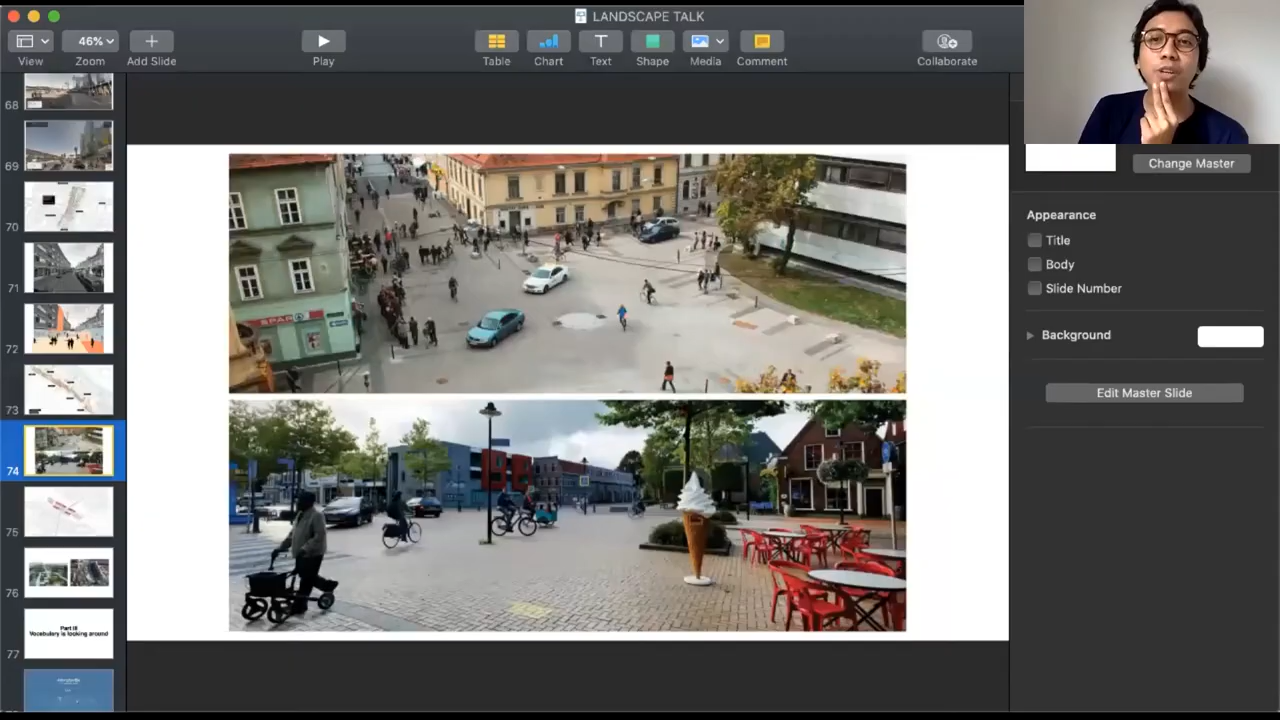 LANDSCAPE TALK
46%
View
Zoom
Add Slide
Play
Table
Chart
Text
Shape
Media
Comment
Collaborate
Change Master
Appearance
Title
Body
Slide Number
Background
Edit Master Slide
68
69
70
71
72
73
74
75
76
77
Part III
Vocabulary is looking around
SPAR